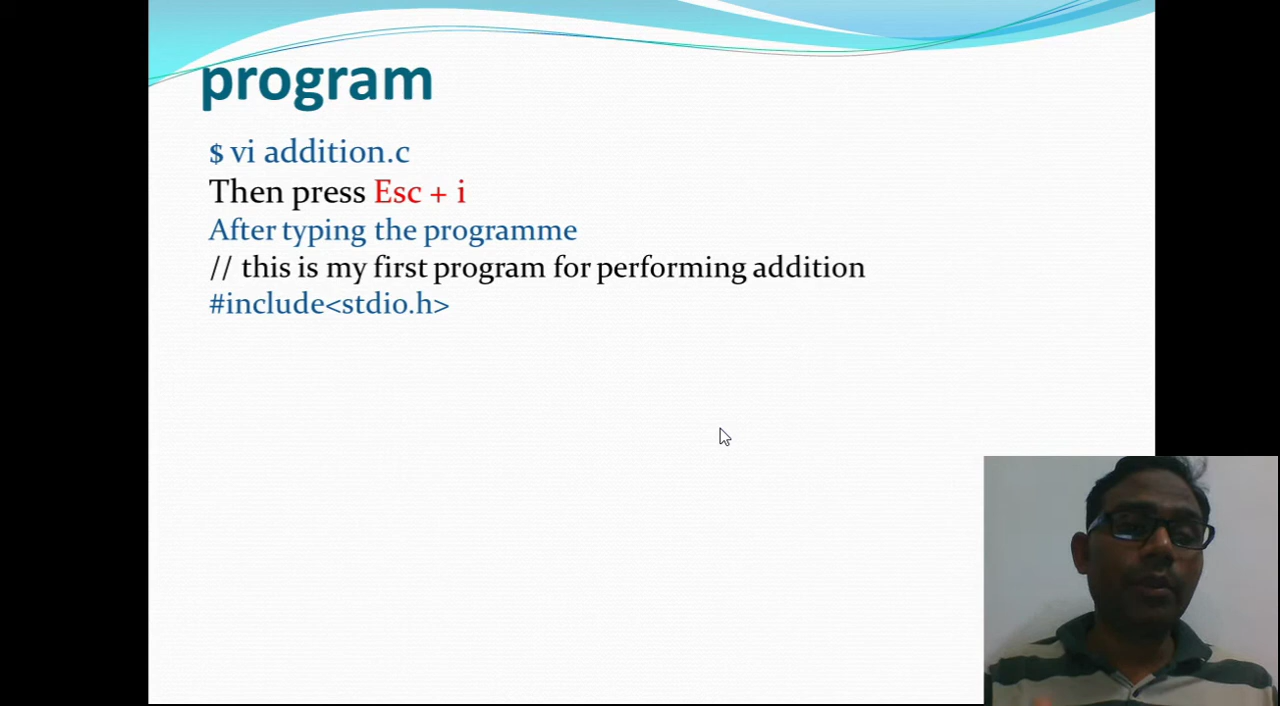 program
$ vi addition.c
Then press Esc + i
After typing the programme
// this is my first program for performing addition
#include<stdio.h>